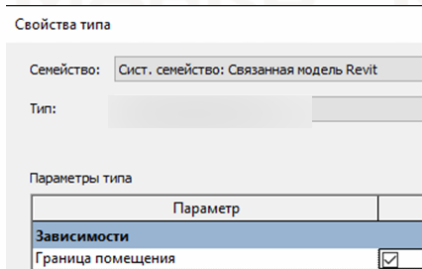 Свойства типа
Семейство: Сист. семейство: Связанная модель Revit
Тип:
Параметры типа
Параметр
Зависимости
Граница помещения